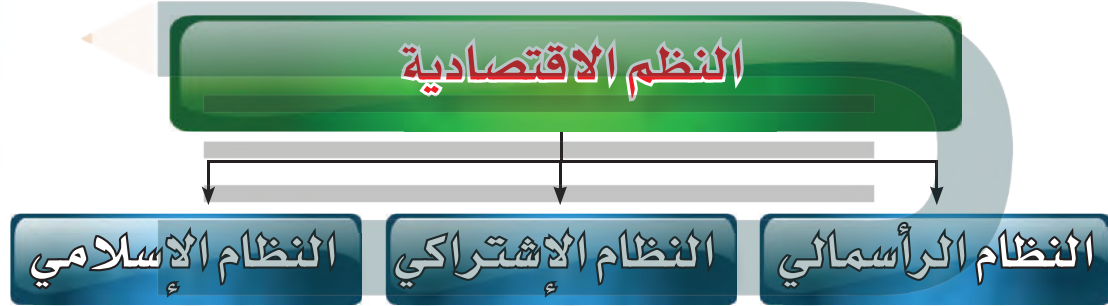 النظم الاقتصادية
النظام الرأسمالي
النظام الإشتراكي
النظام الإسلامي